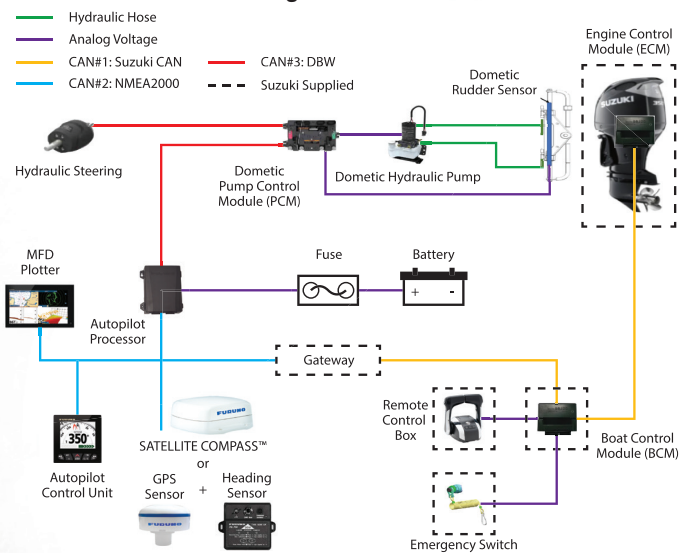 Hydraulic Hose
Analog Voltage
CAN#1: Suzuki CAN
CAN#2: NMEA2000
CAN#3: DBW
Suzuki Supplied
Engine Control
Module (ECM)
Dometic
Rudder Sensor
SUZUKI
Hydraulic Steering
Dometic
Pump Control
Module (PCM)
Dometic Hydraulic Pump
MFD
Plotter
Fuse
Battery
+ -
Autopilot
Processor
Gateway
Remote
Control
Box
Boat Control
Module (BCM)
350°
Autopilot
Control Unit
FURUNO
SATELLITE COMPASS™
or
GPS
Sensor
+
Heading
Sensor
FURUNO
Emergency Switch